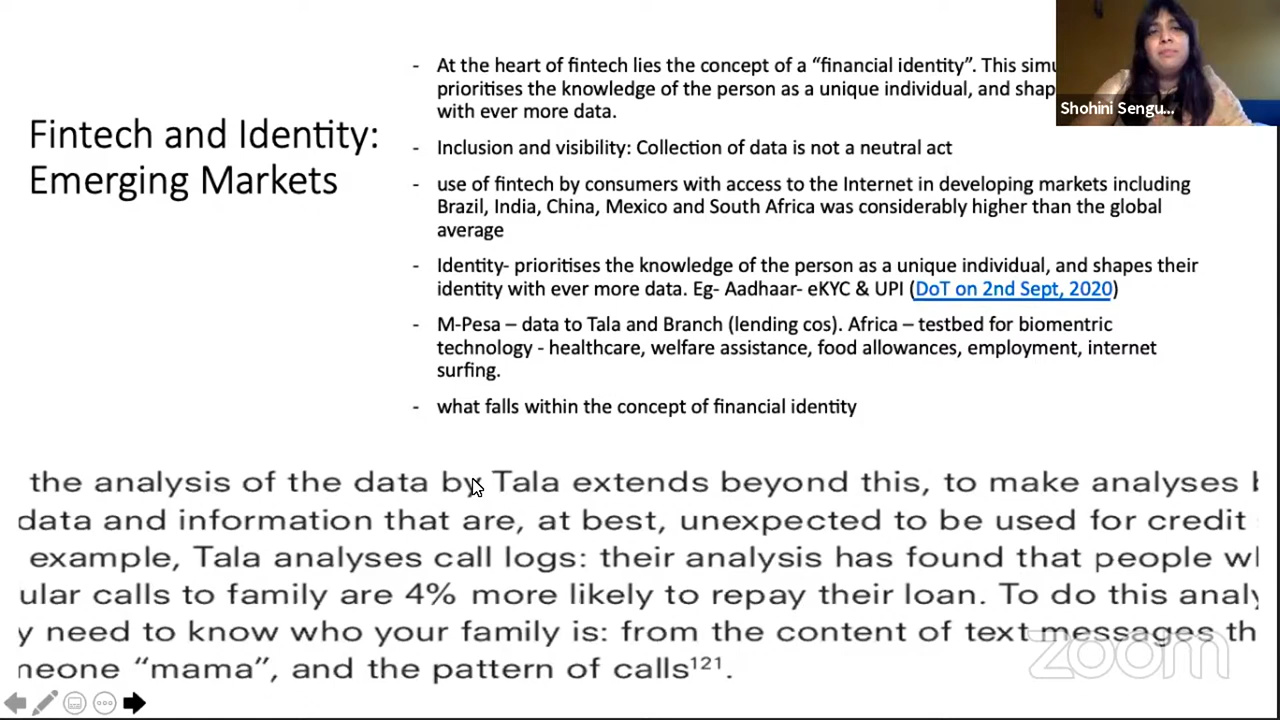 Fintech and Identity:
Emerging Markets
- At the heart of fintech lies the concept of a “financial identity”. This
prioritises the knowledge of the person as a unique individual, and
with ever more data.
- Inclusion and visibility: Collection of data is not a neutral act
- use of fintech by consumers with access to the Internet in developing markets including
Brazil, India, China, Mexico and South Africa was considerably higher than the global
average
- Identity- prioritises the knowledge of the person as a unique individual, and shapes their
identity with ever more data. Eg- Aadhaar- eKYC & UPI (DoT on 2nd Sept, 2020)
- M-Pesa – data to Tala and Branch (lending cos). Africa – testbed for biomentric
technology - healthcare, welfare assistance, food allowances, employment, internet
surfing.
- what falls within the concept of financial identity
Shohini Sengu...
the analysis of the data by Tala extends beyond this, to make analyses
data and information that are, at best, unexpected to be used for credit
example, Tala analyses call logs: their analysis has found that people
ular calls to family are 4% more likely to repay their loan. To do this
y need to know who your family is: from the content of text messages
meone “mama”, and the pattern of calls¹²¹.
zoom